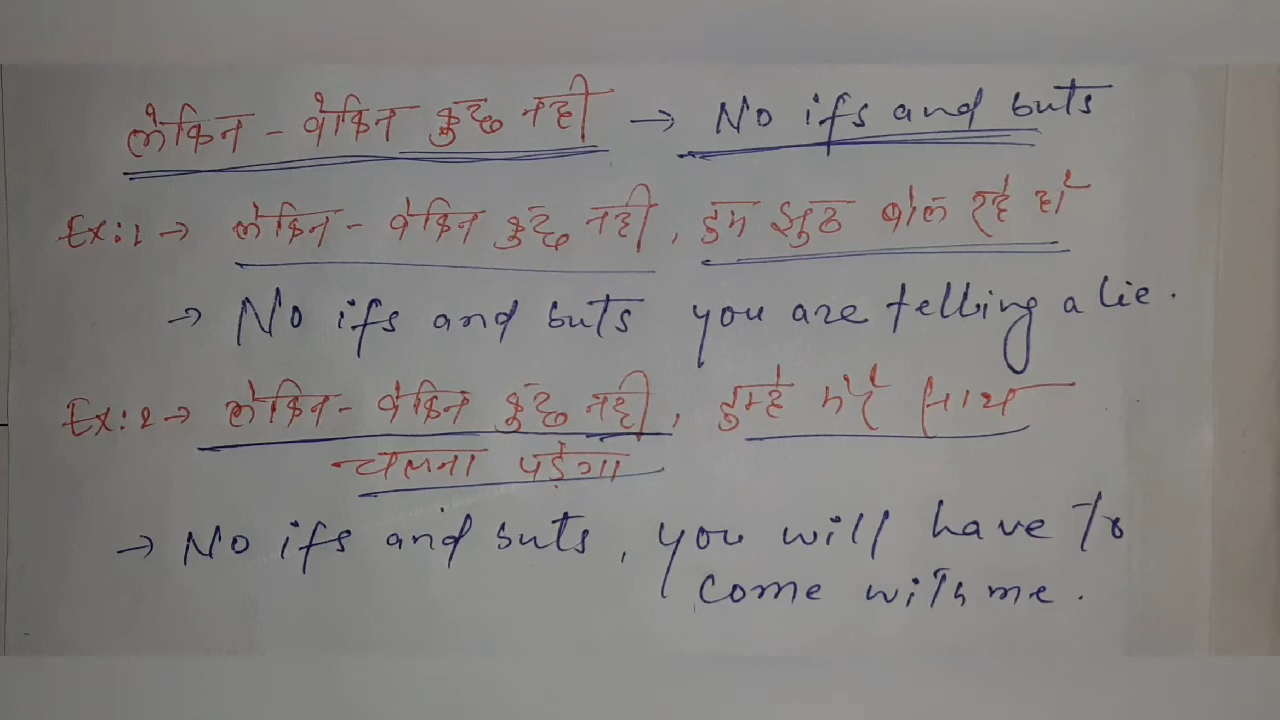 लेकिन - वेकिन कुछ नही → No ifs and buts
Ex:1 → लेकिन - वेकिन कुछ नही, तुम झुठ बोल रहे हो
→ No ifs and buts you are telling a lie.
Ex:2 → लेकिन - वेकिन कुछ नही, तुम्हे मेरे साथ
चलना पड़ेगा
→ No ifs and buts, you will have to
come with me.